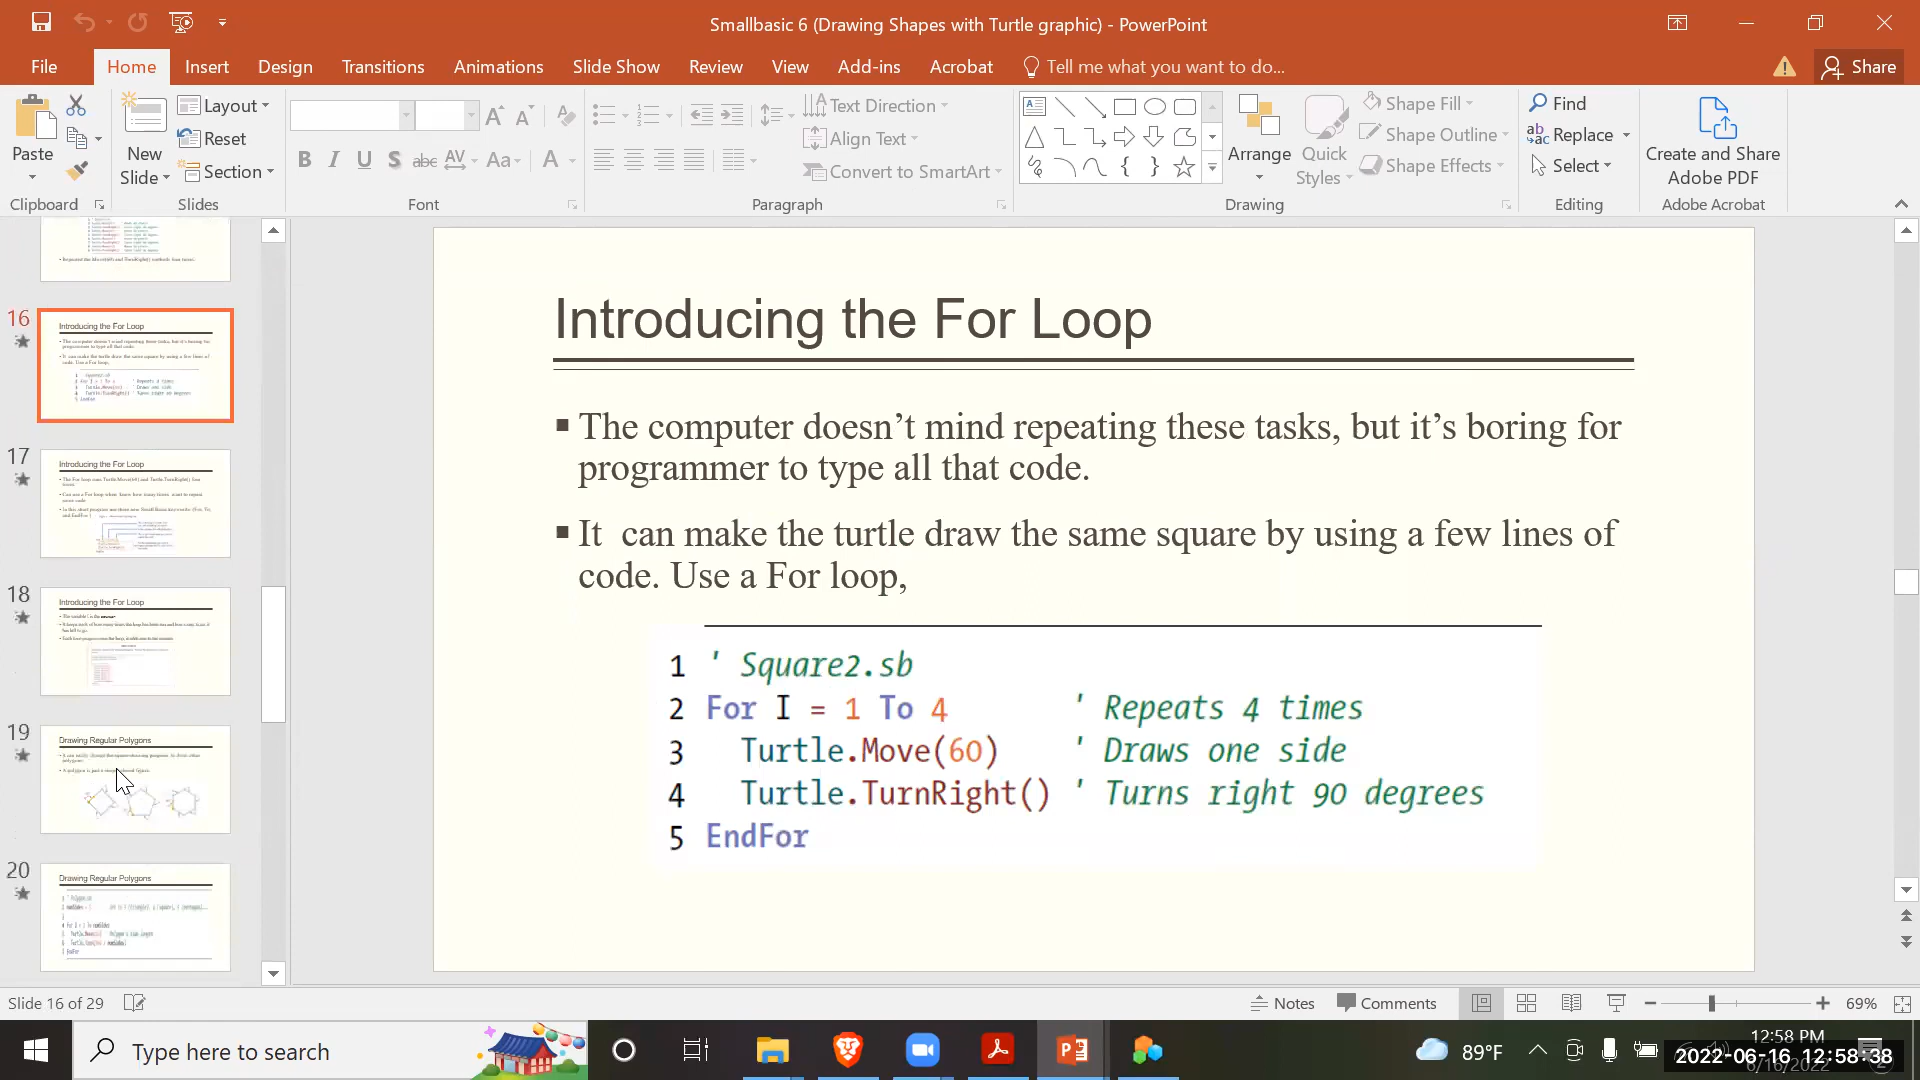 Smallbasic 6 (Drawing Shapes with Turtle graphic) - PowerPoint
File Home Insert Design Transitions Animations Slide Show Review View Add-ins Acrobat Tell me what you want to do... Share
Paste
New Slide
Layout
Reset
Section
Text Direction
Align Text
Convert to SmartArt
Arrange
Quick Styles
Shape Fill
Shape Outline
Shape Effects
Find
Replace
Select
Create and Share Adobe PDF
Clipboard Slides Font Paragraph Drawing Editing Adobe Acrobat
16
Introducing the For Loop
17
Introducing the For Loop
18
Introducing the For Loop
19
Drawing Regular Polygons
20
Drawing Regular Polygons
Introducing the For Loop
▪ The computer doesn’t mind repeating these tasks, but it’s boring for
programmer to type all that code.
▪ It can make the turtle draw the same square by using a few lines of
code. Use a For loop,
1 ' Square2.sb
2 For I = 1 To 4 ' Repeats 4 times
3 Turtle.Move(60) ' Draws one side
4 Turtle.TurnRight() ' Turns right 90 degrees
5 EndFor
Slide 16 of 29 Notes Comments 69%
Type here to search
89°F
12:58 PM
2022-06-16 12:58:38
6/16/2022